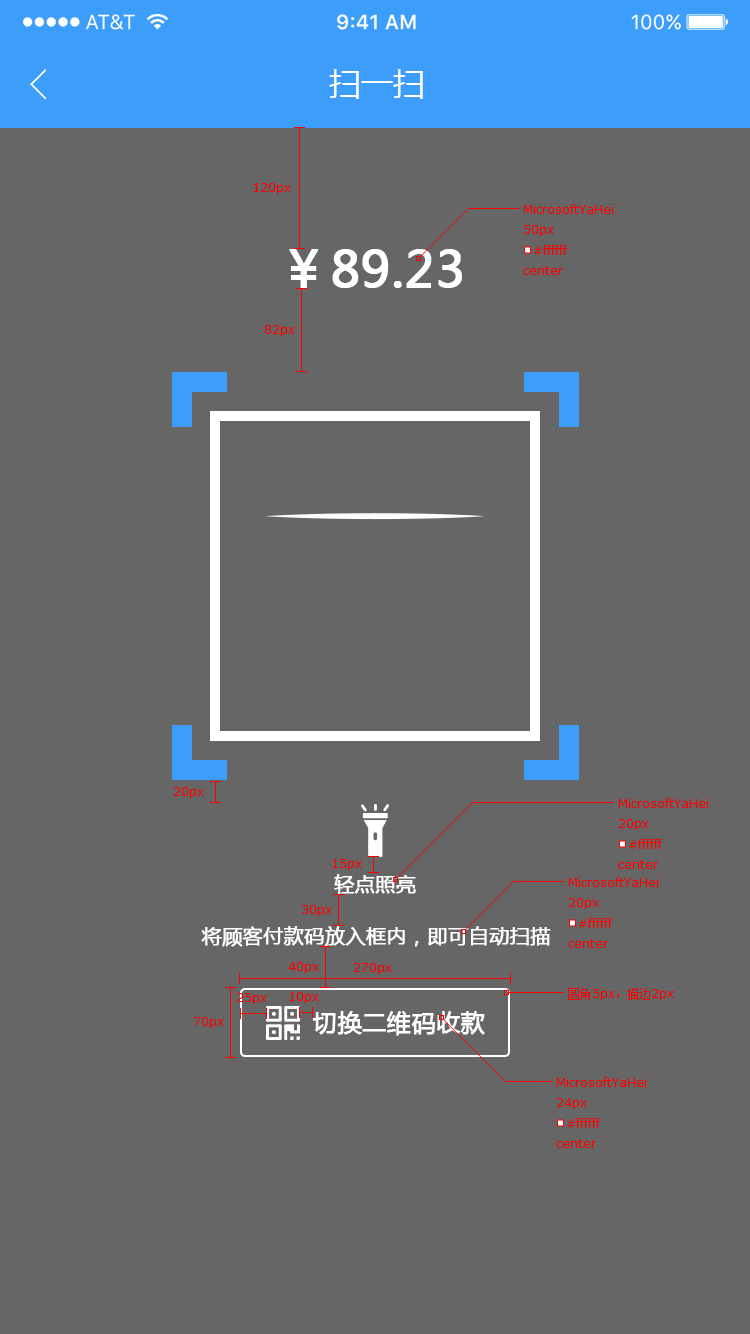 AT&T 9:41 AM 100%
扫一扫
120px
MicrosoftYaHei
50px
#ffffff
center
¥ 89.23
82px
20px
MicrosoftYaHei
20px
#ffffff
center
15px
轻点照亮
MicrosoftYaHei
20px
#ffffff
center
30px
将顾客付款码放入框内，即可自动扫描
40px
270px
圆角5px，描边2px
25px
10px
70px
切换二维码收款
MicrosoftYaHei
24px
#ffffff
center